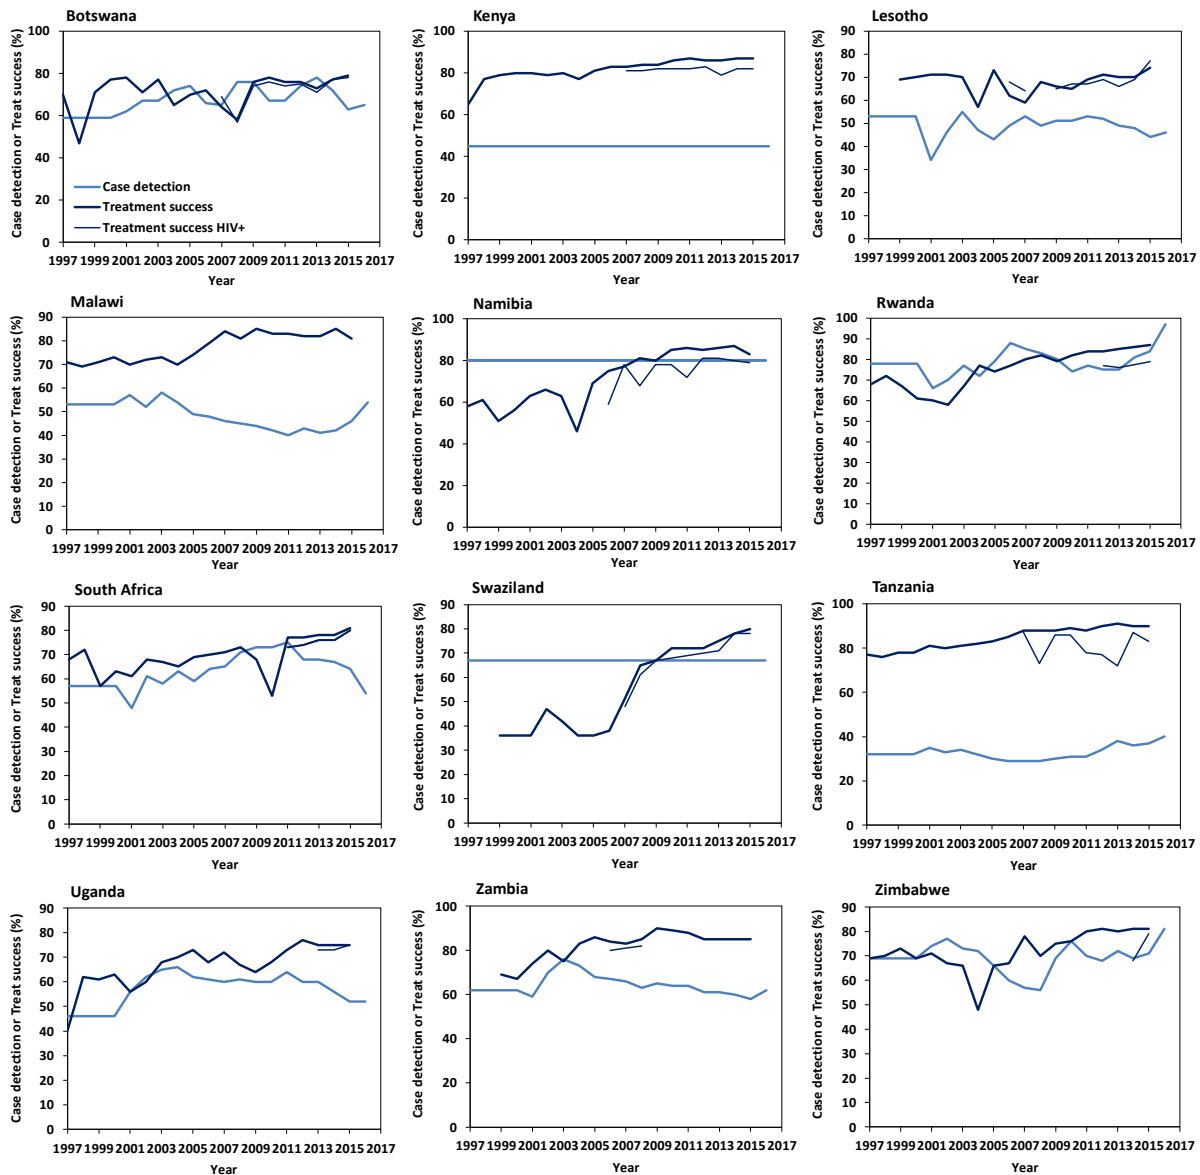 Botswana
Case detection or Treat success (%)
100
80
60
40
20
0
Case detection
Treatment success
Treatment success HIV+
1997 1999 2001 2003 2005 2007 2009 2011 2013 2015 2017
Year
Kenya
Case detection or Treat success (%)
100
80
60
40
20
0
1997 1999 2001 2003 2005 2007 2009 2011 2013 2015 2017
Year
Lesotho
Case detection or Treat success (%)
90
80
70
60
50
40
30
20
10
0
1997 1999 2001 2003 2005 2007 2009 2011 2013 2015 2017
Year
Malawi
Case detection or Treat success (%)
90
80
70
60
50
40
30
20
10
0
1997 1999 2001 2003 2005 2007 2009 2011 2013 2015 2017
Year
Namibia
Case detection or Treat success (%)
100
80
60
40
20
0
1997 1999 2001 2003 2005 2007 2009 2011 2013 2015 2017
Year
Rwanda
Case detection or Treat success (%)
100
90
80
70
60
50
40
30
20
10
0
1997 1999 2001 2003 2005 2007 2009 2011 2013 2015 2017
Year
South Africa
Case detection or Treat success (%)
90
80
70
60
50
40
30
20
10
0
1997 1999 2001 2003 2005 2007 2009 2011 2013 2015 2017
Year
Swaziland
Case detection or Treat success (%)
90
80
70
60
50
40
30
20
10
0
1997 1999 2001 2003 2005 2007 2009 2011 2013 2015 2017
Year
Tanzania
Case detection or Treat success (%)
100
80
60
40
20
0
1997 1999 2001 2003 2005 2007 2009 2011 2013 2015 2017
Year
Uganda
Case detection or Treat success (%)
90
80
70
60
50
40
30
20
10
0
1997 1999 2001 2003 2005 2007 2009 2011 2013 2015 2017
Year
Zambia
Case detection or Treat success (%)
100
80
60
40
20
0
1997 1999 2001 2003 2005 2007 2009 2011 2013 2015 2017
Year
Zimbabwe
Case detection or Treat success (%)
90
80
70
60
50
40
30
20
10
0
1997 1999 2001 2003 2005 2007 2009 2011 2013 2015 2017
Year